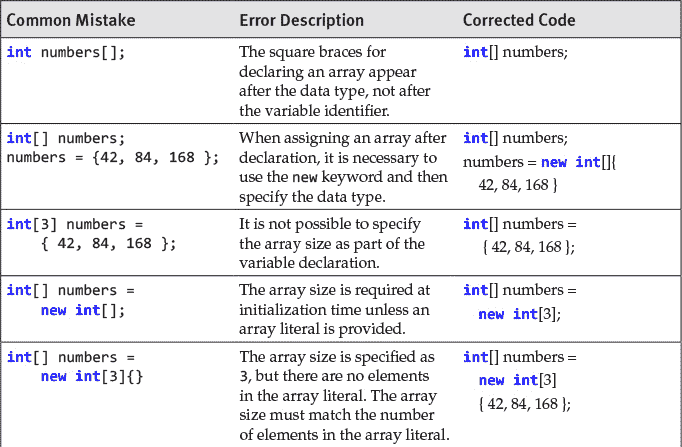 Common Mistake Error Description Corrected Code
int numbers[]; The square braces for int[] numbers;
declaring an array appear
after the data type, not after
the variable identifier.
int[] numbers; When assigning an array after int[] numbers;
numbers = {42, 84, 168 }; declaration, it is necessary to numbers = new int[]{
use the new keyword and then 42, 84, 168 }
specify the data type.
int[3] numbers = It is not possible to specify int[] numbers =
{ 42, 84, 168 }; the array size as part of the { 42, 84, 168 };
variable declaration.
int[] numbers = The array size is required at int[] numbers =
new int[]; initialization time unless an new int[3];
array literal is provided.
int[] numbers = The array size is specified as int[] numbers =
new int[3]{} 3, but there are no elements new int[3]
in the array literal. The array { 42, 84, 168 };
size must match the number
of elements in the array literal.